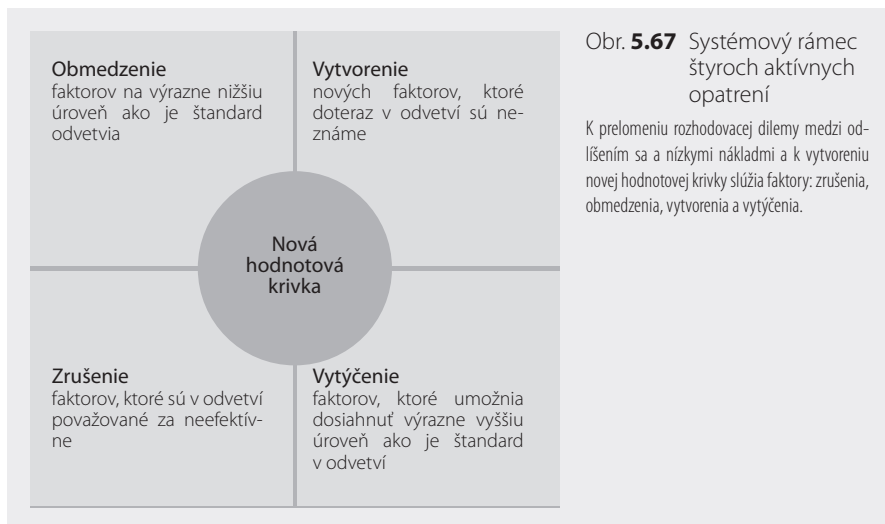 Obmedzenie
faktorov na výrazne nižšiu
úroveň ako je štandard
odvetvia
Vytvorenie
nových faktorov, ktoré
doteraz v odvetví sú ne-
známe
Nová
hodnotová
krivka
Zrušenie
faktorov, ktoré sú v odvetví
považované za neefektív-
ne
Vytýčenie
faktorov, ktoré umožnia
dosiahnuť výrazne vyššiu
úroveň ako je štandard
v odvetví
Obr. 5.67 Systémový rámec
štyroch aktívnych
opatrení
K prelomeniu rozhodovacej dilemy medzi od-
líšením sa a nízkymi nákladmi a k vytvoreniu
novej hodnotovej krivky slúžia faktory: zrušenia,
obmedzenia, vytvorenia a vytýčenia.